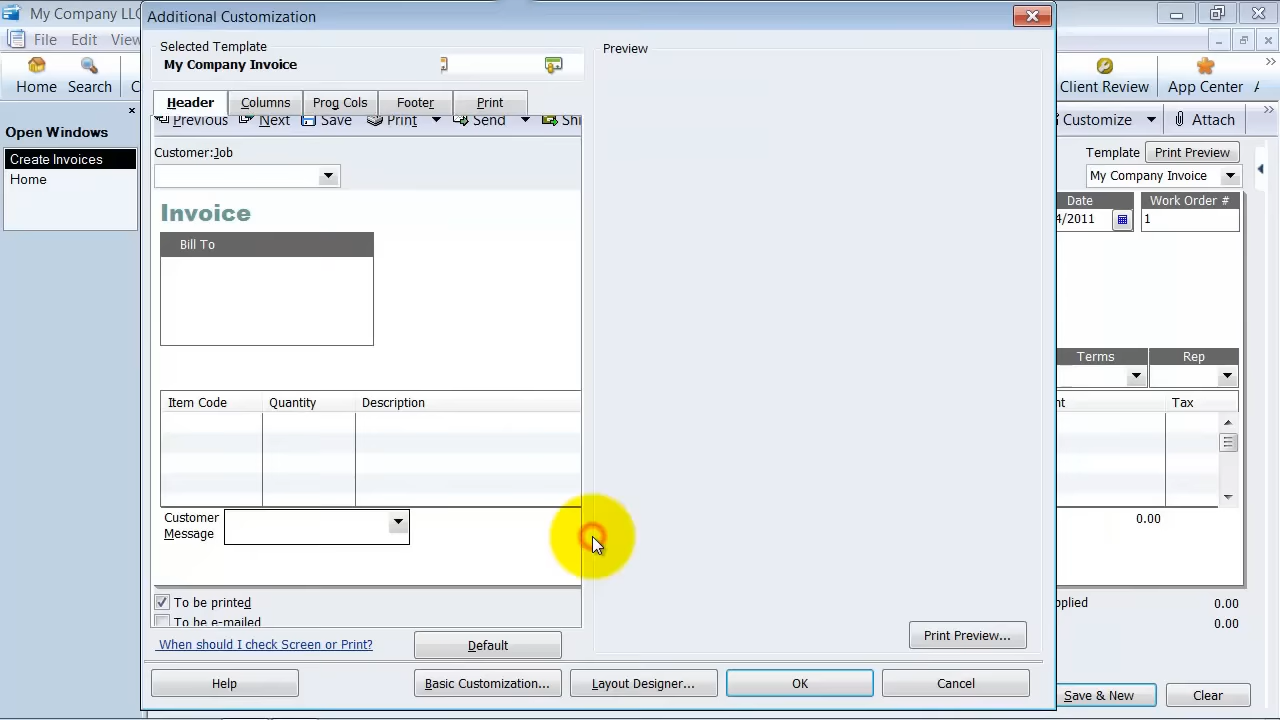 My Company LLC
Additional Customization
File Edit View
Selected Template
My Company Invoice
Preview
Home Search
Client Review App Center
Header Columns Prog Cols Footer Print
Previous Next Save Print Send
Customize Attach
Open Windows
Create Invoices
Home
Customer:Job
Template Print Preview
My Company Invoice
Invoice
Date Work Order #
4/2011 1
Bill To
Terms Rep
Item Code Quantity Description
Tax
Customer
Message
0.00
To be printed
To be e-mailed
0.00
0.00
When should I check Screen or Print?
Default
Print Preview...
Help Basic Customization... Layout Designer... OK Cancel
Save & New Clear